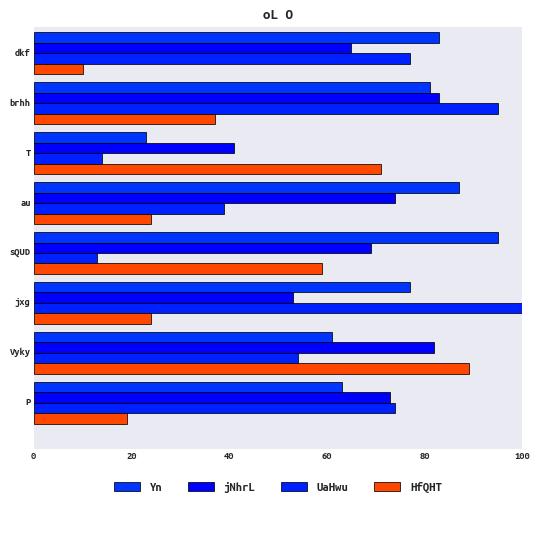 oL O
dkf
brhh
T
au
sQUD
jxg
Vyky
P
0 20 40 60 80 100
Yn jNhrL UaHwu HfQHT